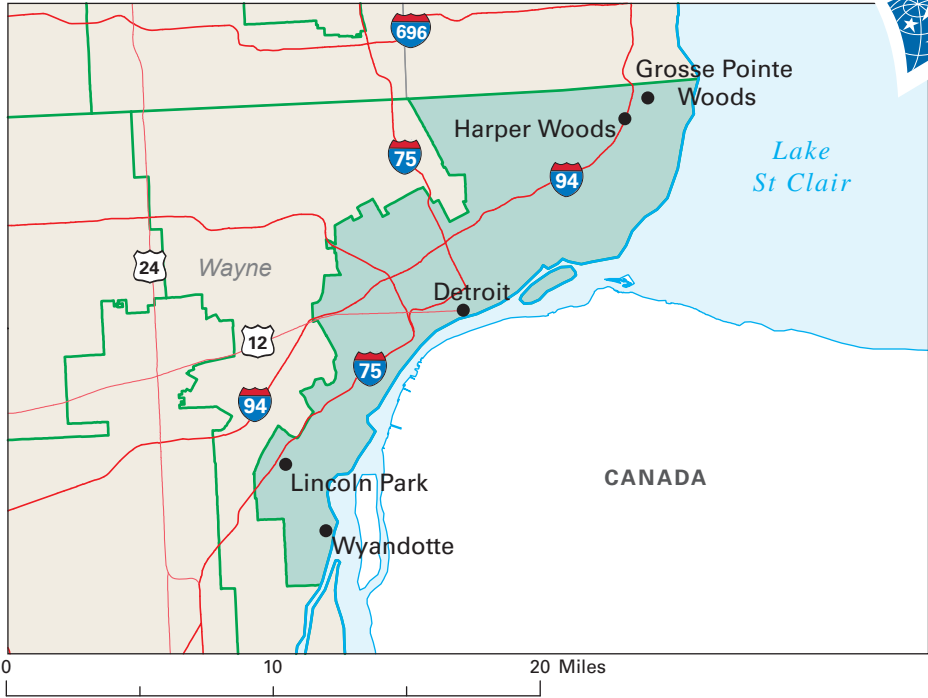 696
Grosse Pointe
Woods
Harper Woods
75
94
Lake
St Clair
24
Wayne
Detroit
12
75
94
CANADA
Lincoln Park
Wyandotte
0
10
20 Miles